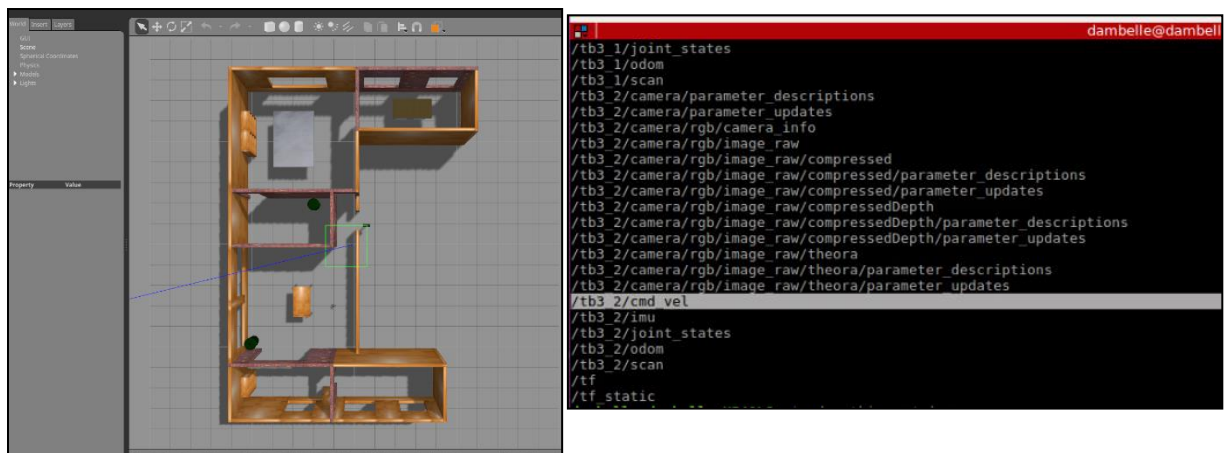 World Insert Layers
GUI
Scene
Spherical Coordinates
Physics
Models
Lights
Property Value
dambelle@dambell
/tb3_1/joint_states
/tb3_1/odom
/tb3_1/scan
/tb3_2/camera/parameter_descriptions
/tb3_2/camera/parameter_updates
/tb3_2/camera/rgb/camera_info
/tb3_2/camera/rgb/image_raw
/tb3_2/camera/rgb/image_raw/compressed
/tb3_2/camera/rgb/image_raw/compressed/parameter_descriptions
/tb3_2/camera/rgb/image_raw/compressed/parameter_updates
/tb3_2/camera/rgb/image_raw/compressedDepth
/tb3_2/camera/rgb/image_raw/compressedDepth/parameter_descriptions
/tb3_2/camera/rgb/image_raw/compressedDepth/parameter_updates
/tb3_2/camera/rgb/image_raw/theora
/tb3_2/camera/rgb/image_raw/theora/parameter_descriptions
/tb3_2/camera/rgb/image_raw/theora/parameter_updates
/tb3_2/cmd_vel
/tb3_2/imu
/tb3_2/joint_states
/tb3_2/odom
/tb3_2/scan
/tf
/tf_static